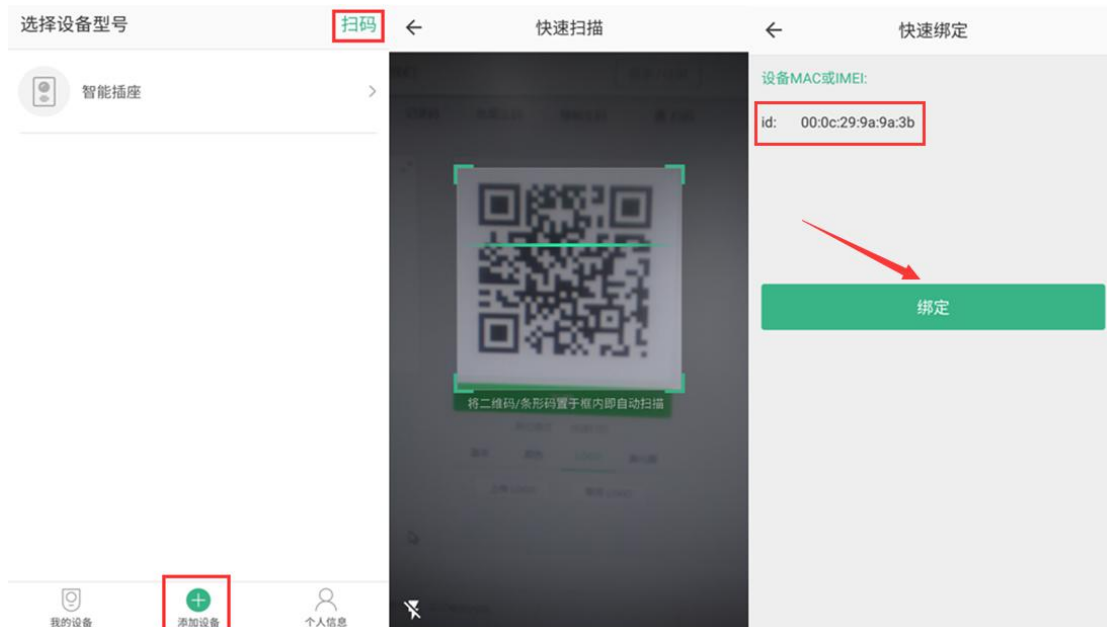 选择设备型号
扫码
智能插座
我的设备
添加设备
个人信息
快速扫描
将二维码/条形码置于框内即自动扫描
快速绑定
设备MAC或IMEI:
id: 00:0c:29:9a:9a:3b
绑定